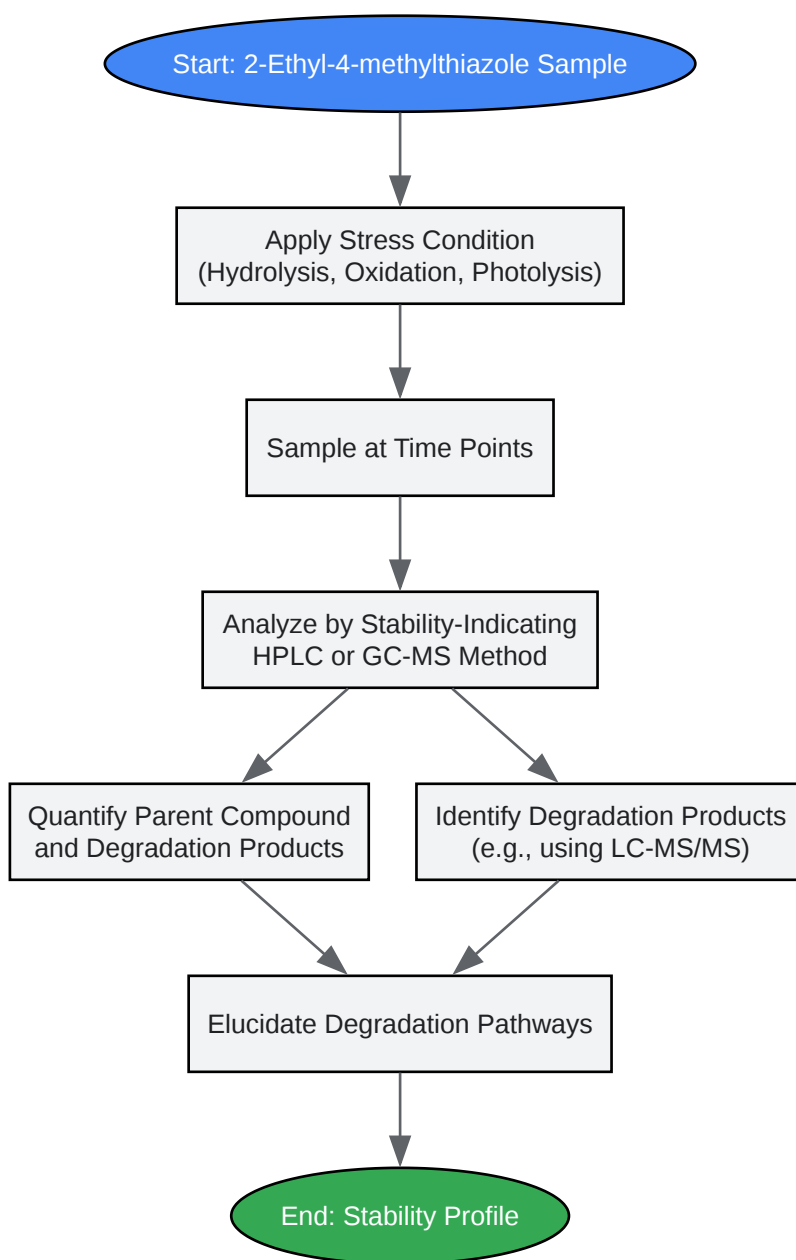 Start: 2-Ethyl-4-methylthiazole Sample
Apply Stress Condition
(Hydrolysis, Oxidation, Photolysis)
Sample at Time Points
Analyze by Stability-Indicating
HPLC or GC-MS Method
Quantify Parent Compound
and Degradation Products
Identify Degradation Products
(e.g., using LC-MS/MS)
Elucidate Degradation Pathways
End: Stability Profile